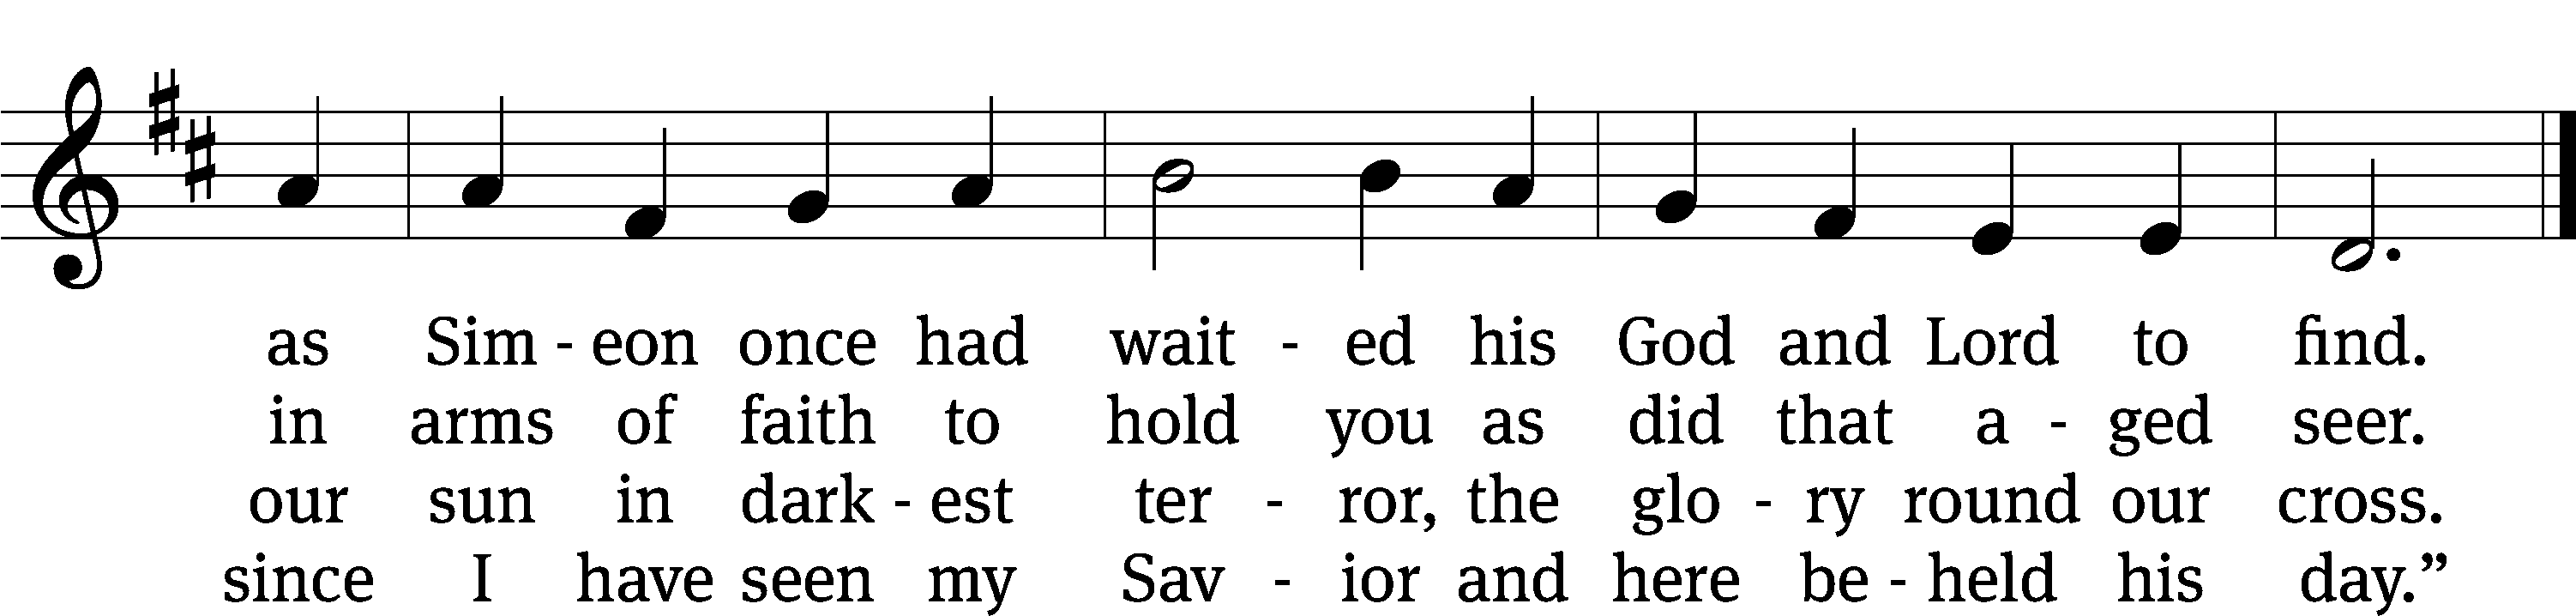 as Sim - eon once had wait - ed his God and Lord to find.
in arms of faith to hold you as did that a - ged seer.
our sun in dark - est ter - ror, the glo - ry round our cross.
since I have seen my Sav - ior and here be - held his day.”